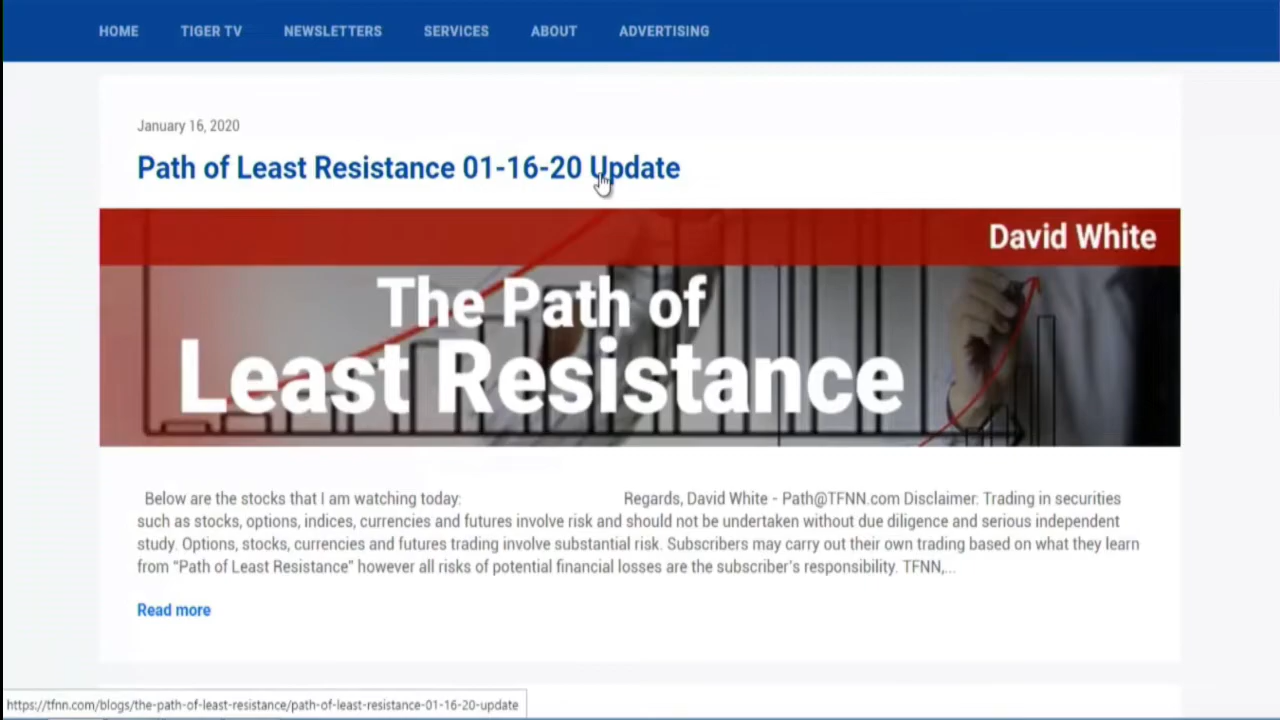 HOME TIGER TV NEWSLETTERS SERVICES ABOUT ADVERTISING
January 16, 2020
Path of Least Resistance 01-16-20 Update
David White
The Path of
Least Resistance
Below are the stocks that I am watching today: Regards, David White - Path@TFNN.com Disclaimer: Trading in securities
such as stocks, options, indices, currencies and futures involve risk and should not be undertaken without due diligence and serious independent
study. Options, stocks, currencies and futures trading involve substantial risk. Subscribers may carry out their own trading based on what they learn
from “Path of Least Resistance” however all risks of potential financial losses are the subscriber’s responsibility. TFNN,...
Read more
https://tfnn.com/blogs/the-path-of-least-resistance/path-of-least-resistance-01-16-20-update